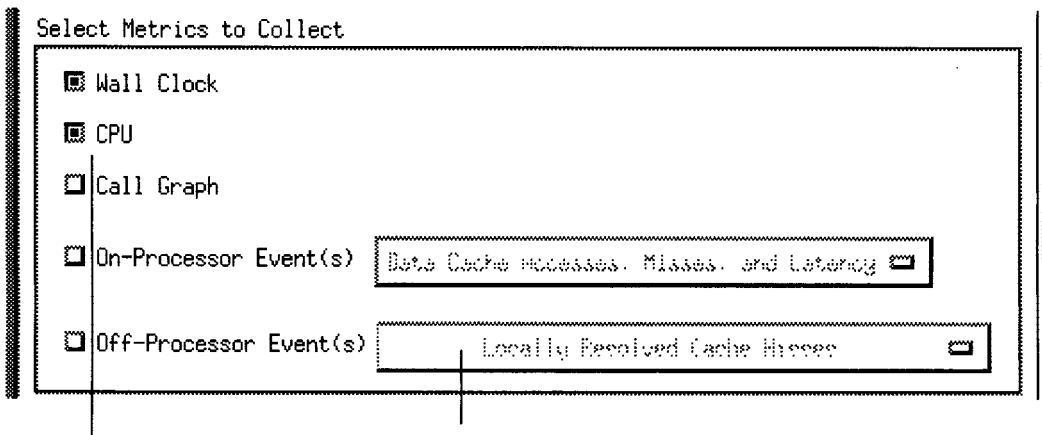 Select Metrics to Collect
Wall Clock
CPU
Call Graph
On-Processor Event(s) Data Cache Accesses, Misses, and Latency
Off-Processor Event(s) Locally Resolved Cache Misses